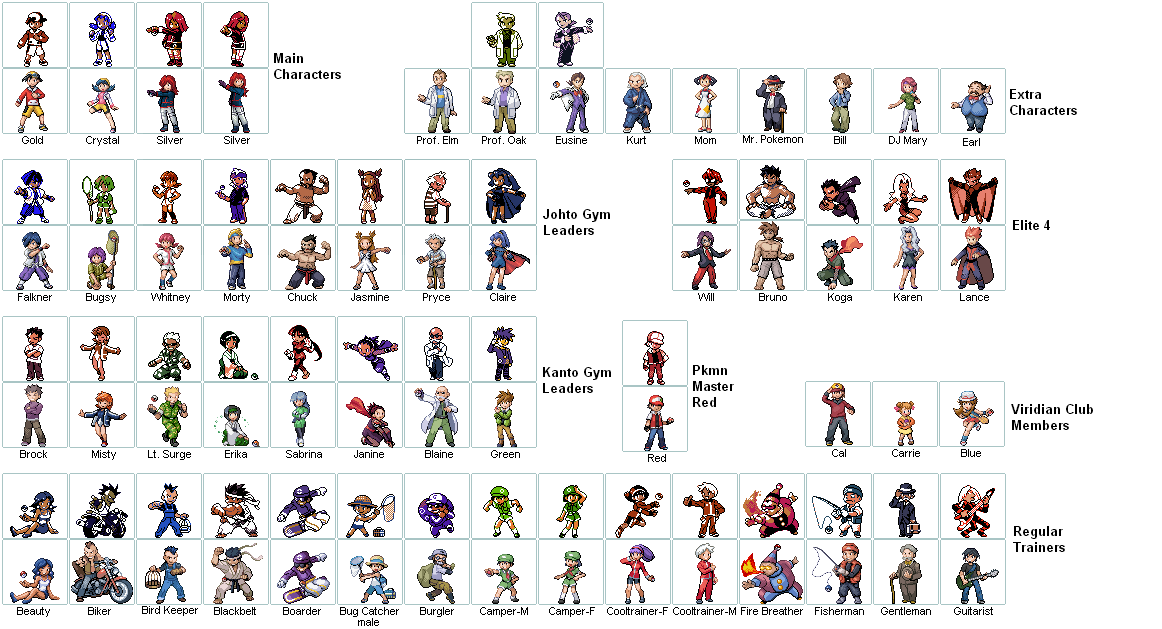 Main
Characters
Gold Crystal Silver Silver
Extra
Characters
Prof. Elm Prof. Oak Eusine Kurt Mom Mr. Pokemon Bill DJ Mary Earl
Johto Gym
Leaders
Falkner Bugsy Whitney Morty Chuck Jasmine Pryce Claire
Elite 4
Will Bruno Koga Karen Lance
Kanto Gym
Leaders
Brock Misty Lt. Surge Erika Sabrina Janine Blaine Green
Pkmn
Master
Red
Red
Viridian Club
Members
Cal Carrie Blue
Regular
Trainers
Beauty Biker Bird Keeper Blackbelt Boarder Bug Catcher Burgler Camper-M Camper-F Cooltrainer-F Cooltrainer-M Fire Breather Fisherman Gentleman Guitarist
male